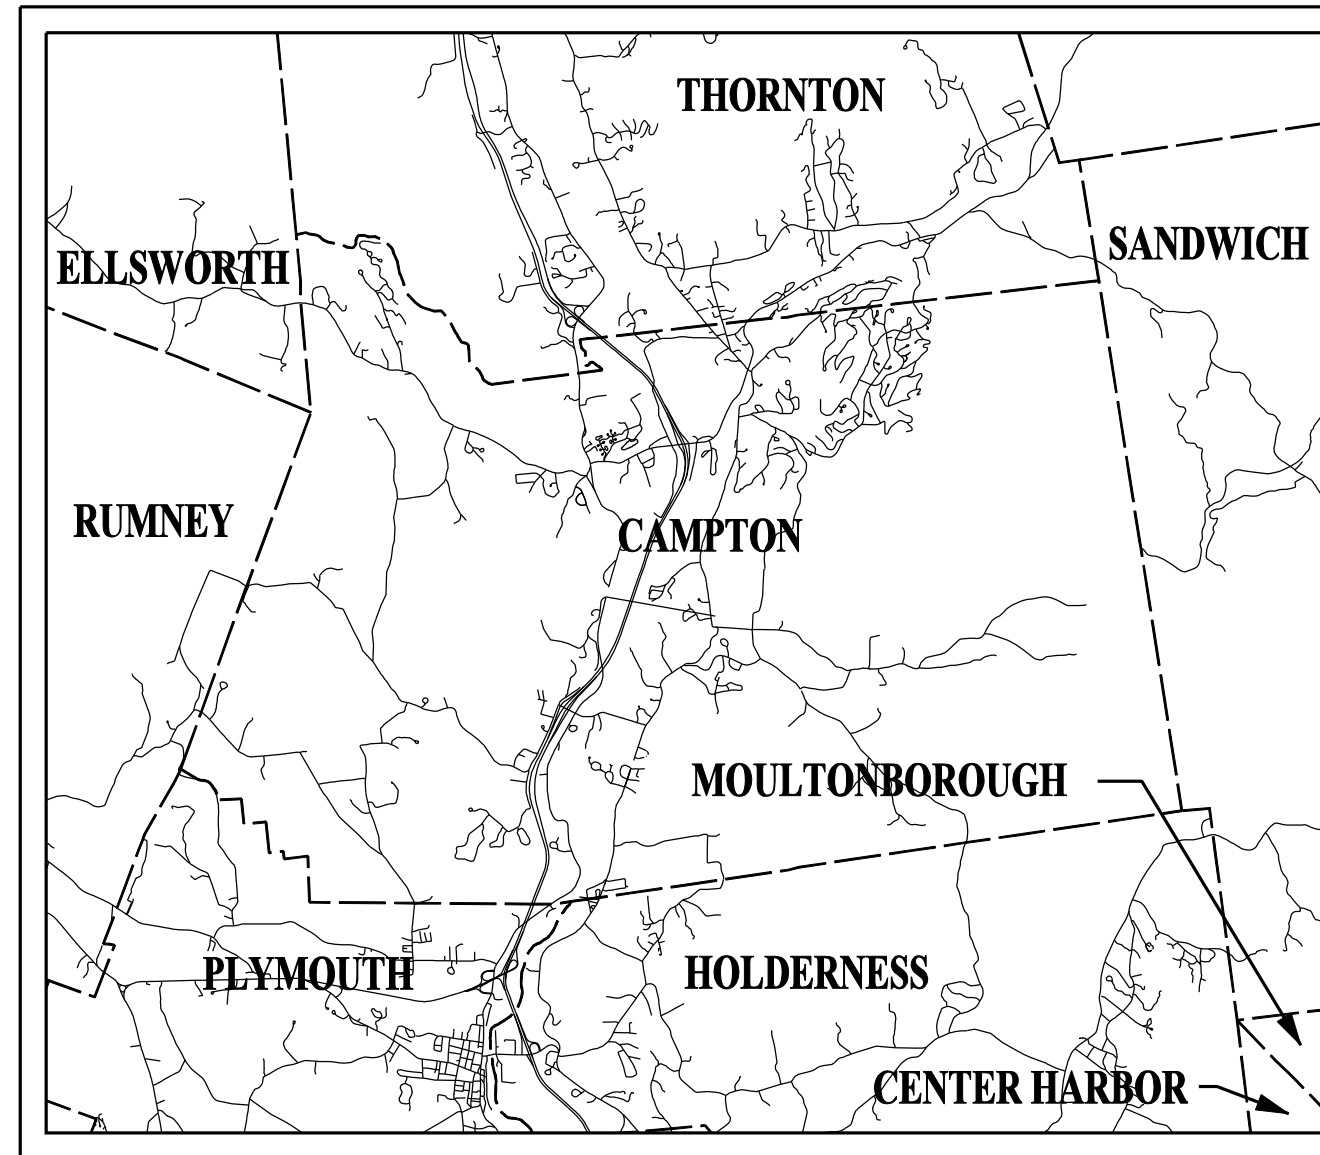 THORNTON
SANDWICH
ELLSWORTH
RUMNEY
CAMPTON
MOULTONBOROUGH
PLYMOUTH
HOLDERNESS
CENTER HARBOR